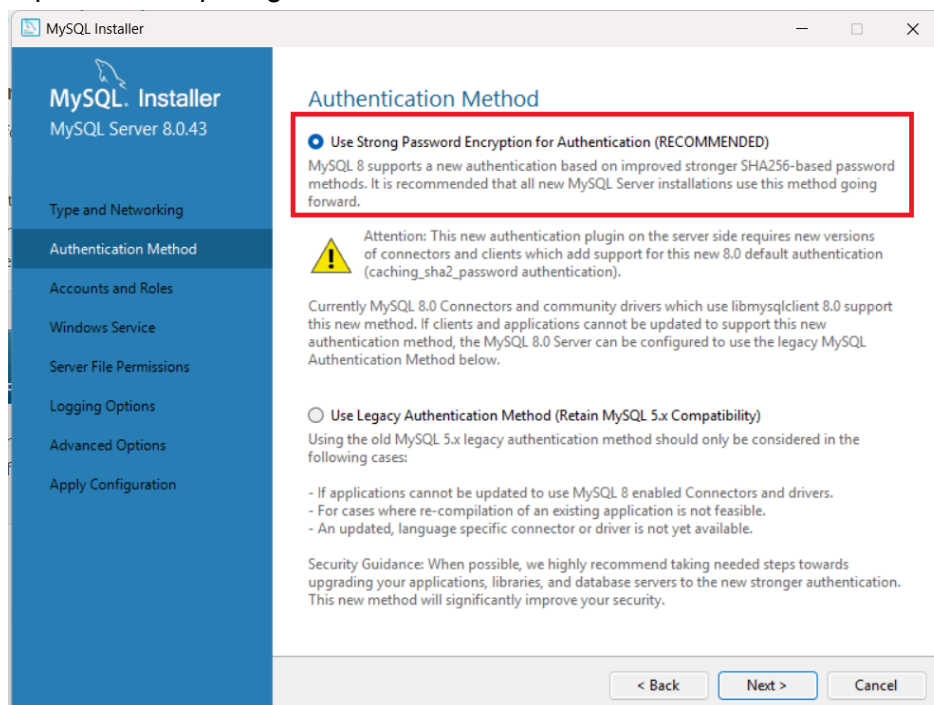 MySQL Installer
MySQL. Installer
MySQL Server 8.0.43
Type and Networking
Authentication Method
Accounts and Roles
Windows Service
Server File Permissions
Logging Options
Advanced Options
Apply Configuration
Authentication Method
Use Strong Password Encryption for Authentication (RECOMMENDED)
MySQL 8 supports a new authentication based on improved stronger SHA256-based password
methods. It is recommended that all new MySQL Server installations use this method going
forward.
Attention: This new authentication plugin on the server side requires new versions
of connectors and clients which add support for this new 8.0 default authentication
(caching_sha2_password authentication).
Currently MySQL 8.0 Connectors and community drivers which use libmysqlclient 8.0 support
this new method. If clients and applications cannot be updated to support this new
authentication method, the MySQL 8.0 Server can be configured to use the legacy MySQL
Authentication Method below.
Use Legacy Authentication Method (Retain MySQL 5.x Compatibility)
Using the old MySQL 5.x legacy authentication method should only be considered in the
following cases:
- If applications cannot be updated to use MySQL 8 enabled Connectors and drivers.
- For cases where re-compilation of an existing application is not feasible.
- An updated, language specific connector or driver is not yet available.
Security Guidance: When possible, we highly recommend taking needed steps towards
upgrading your applications, libraries, and database servers to the new stronger authentication.
This new method will significantly improve your security.
< Back
Next >
Cancel